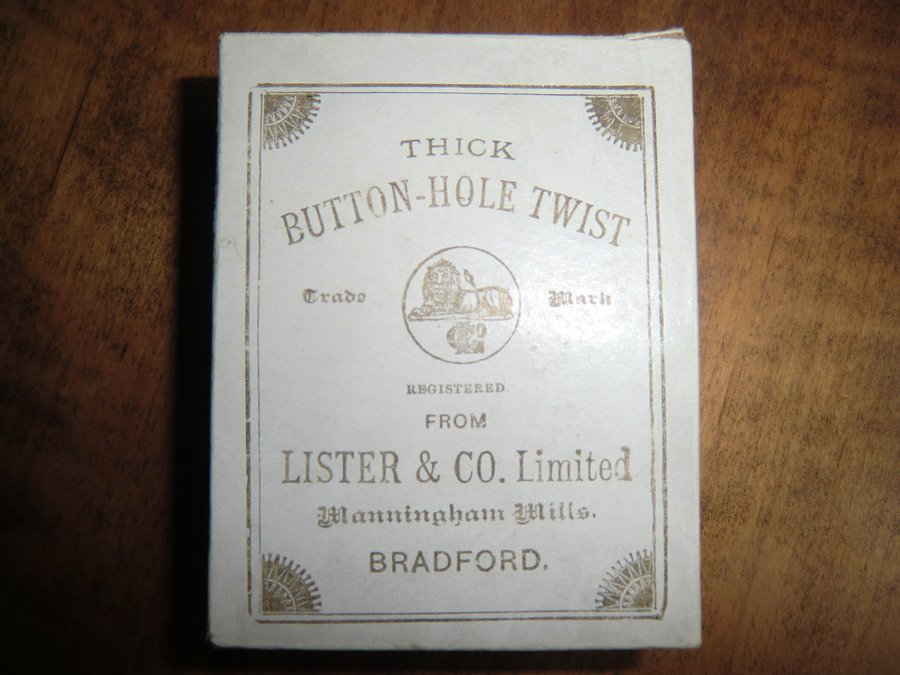 THICK
BUTTON-HOLE TWIST
Trade Mark
REGISTERED
FROM
LISTER & CO. Limited
Manningham Mills.
BRADFORD.